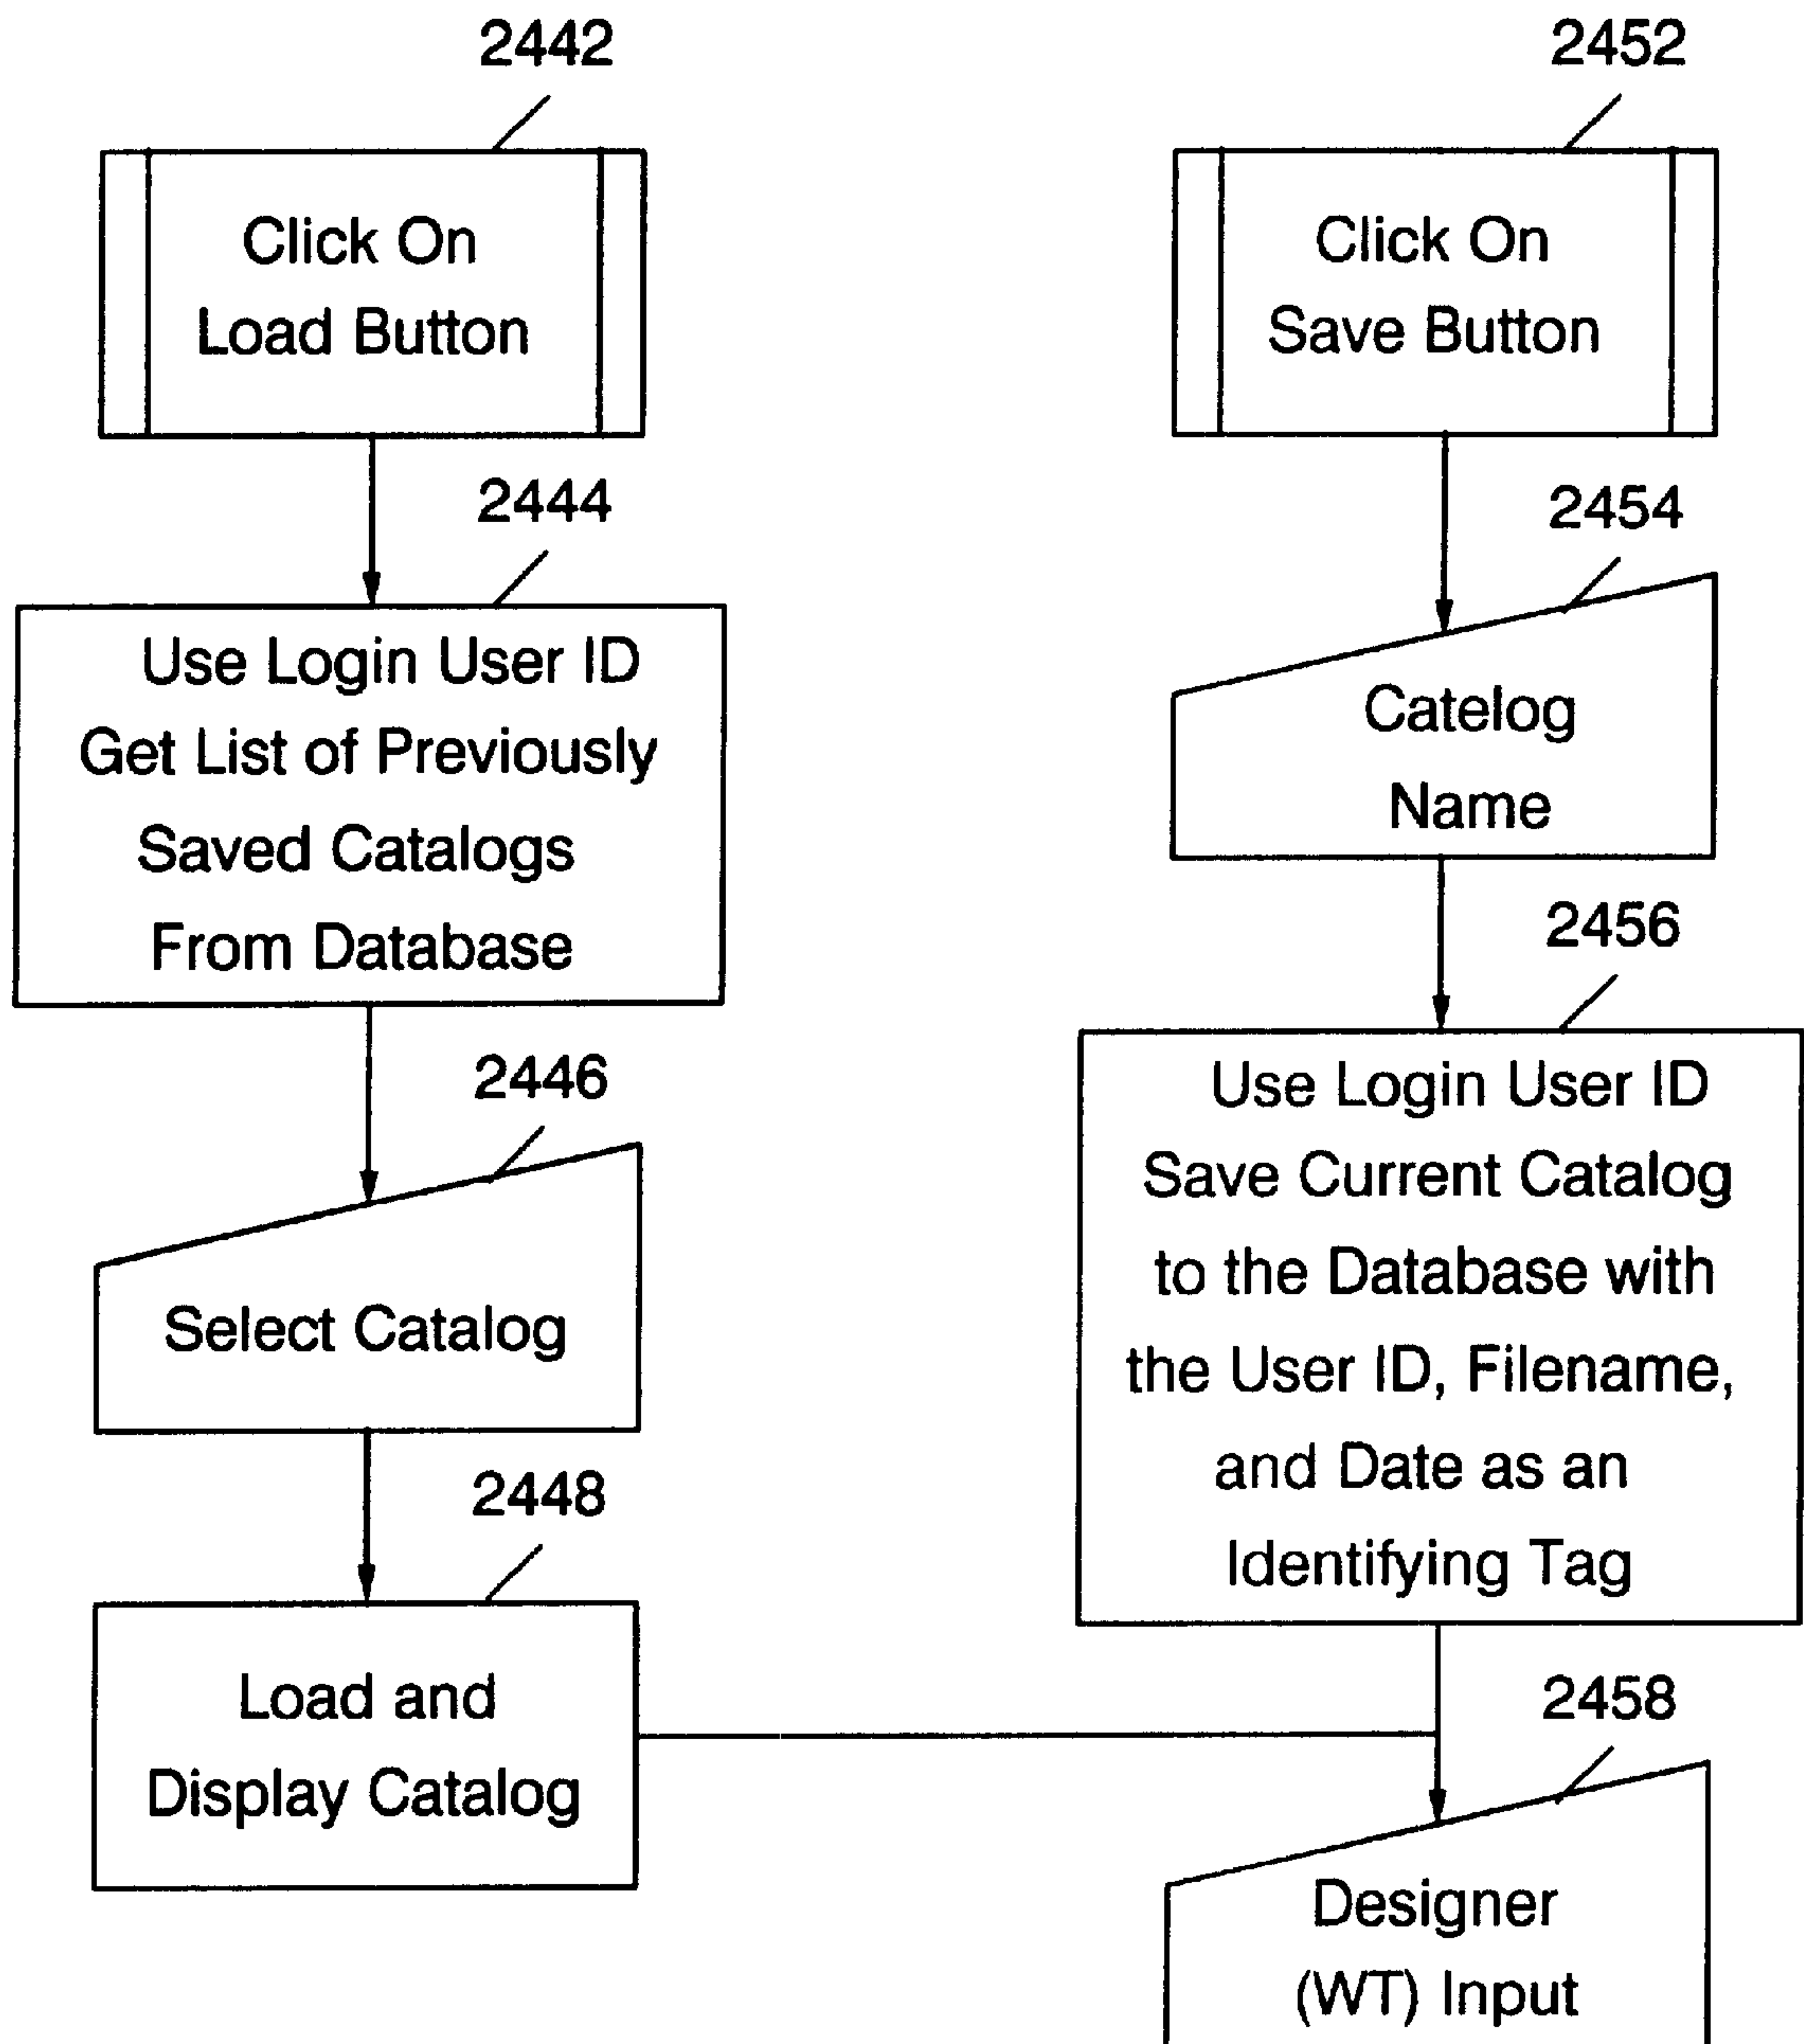 2442
Click On
Load Button
2444
Use Login User ID
Get List of Previously
Saved Catalogs
From Database
2446
Select Catalog
2448
Load and
Display Catalog
2452
Click On
Save Button
2454
Catelog
Name
2456
Use Login User ID
Save Current Catalog
to the Database with
the User ID, Filename,
and Date as an
Identifying Tag
2458
Designer
(WT) Input